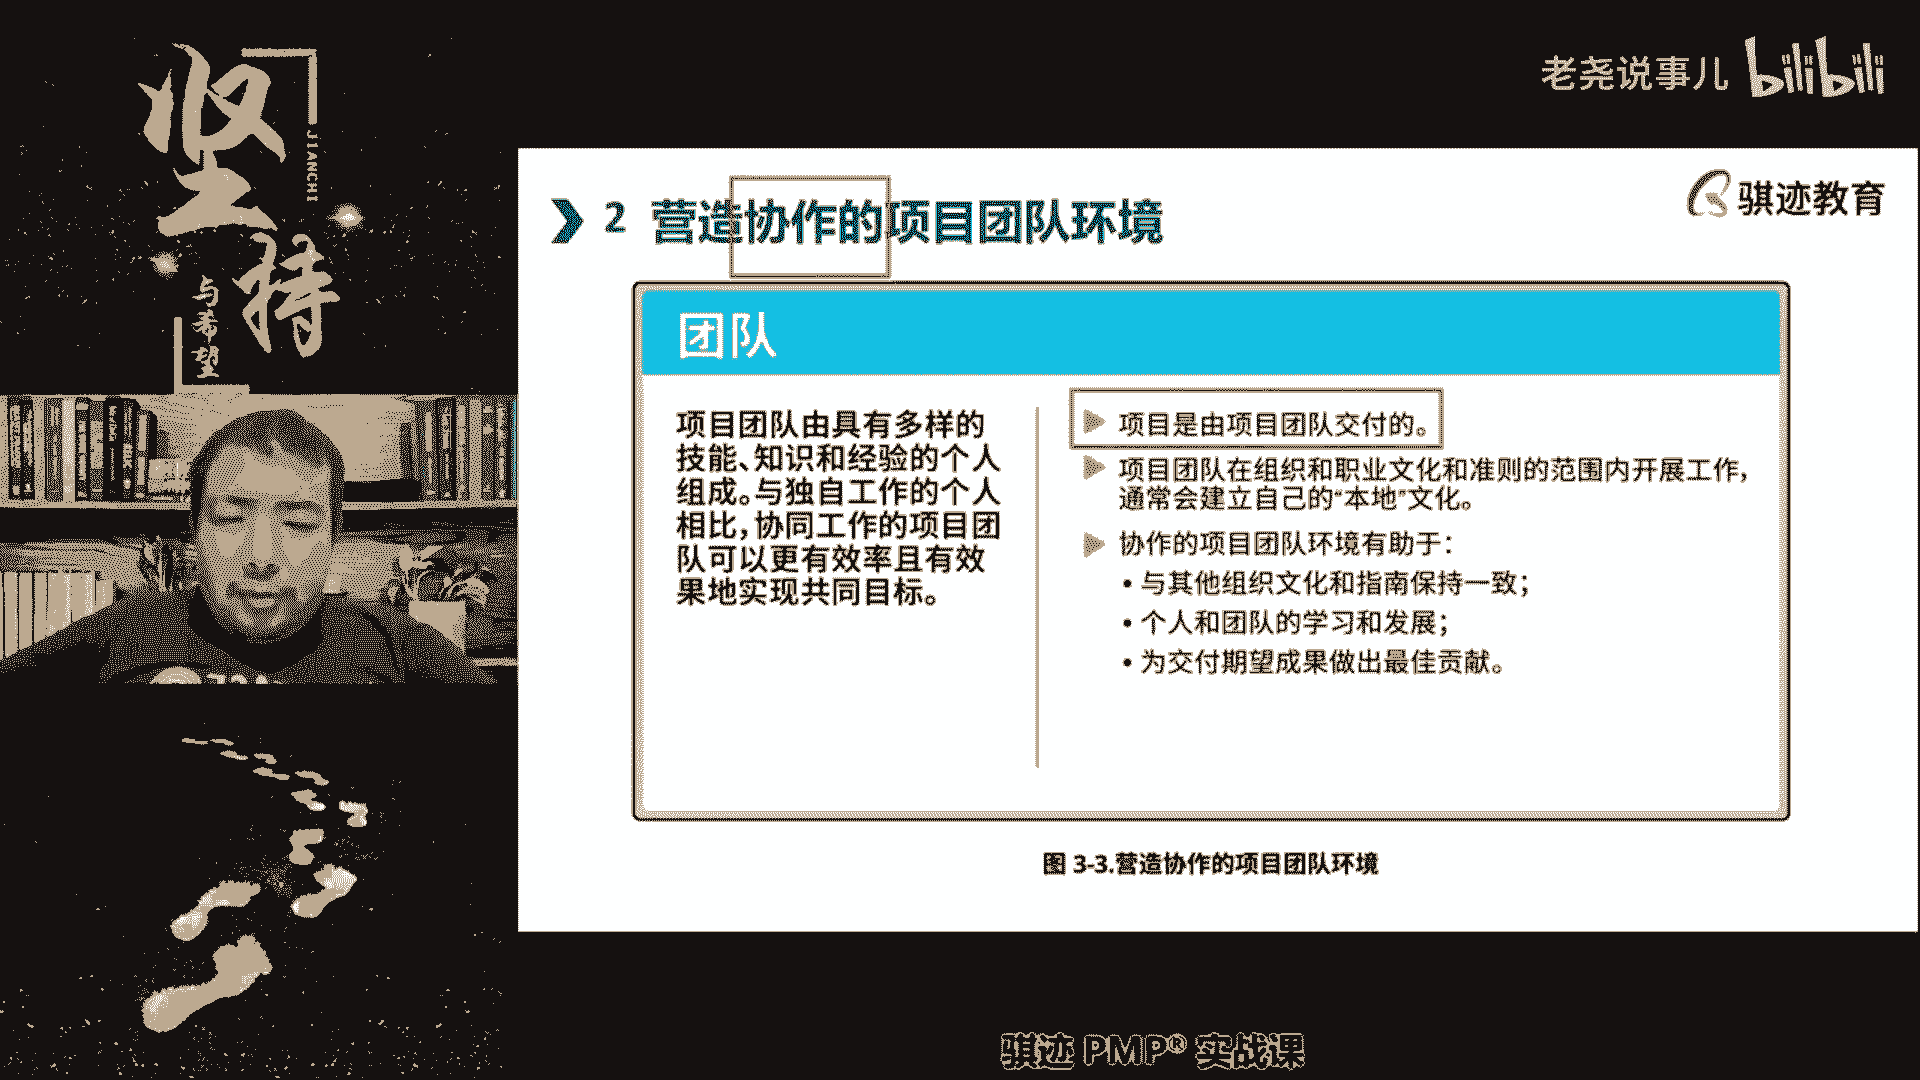 坚持
JIANCHI
与希望
老尧说事儿 bilibili
骐迹教育
2 营造协作的项目团队环境
团队
项目团队由具有多样的
技能、知识和经验的个人
组成。与独自工作的个人
相比，协同工作的项目团
队可以更有效率且有效
果地实现共同目标。
项目是由项目团队交付的。
项目团队在组织和职业文化和准则的范围内开展工作，
通常会建立自己的“本地”文化。
协作的项目团队环境有助于：
• 与其他组织文化和指南保持一致；
• 个人和团队的学习和发展；
• 为交付期望成果做出最佳贡献。
图 3-3.营造协作的项目团队环境
骐迹 PMP® 实战课